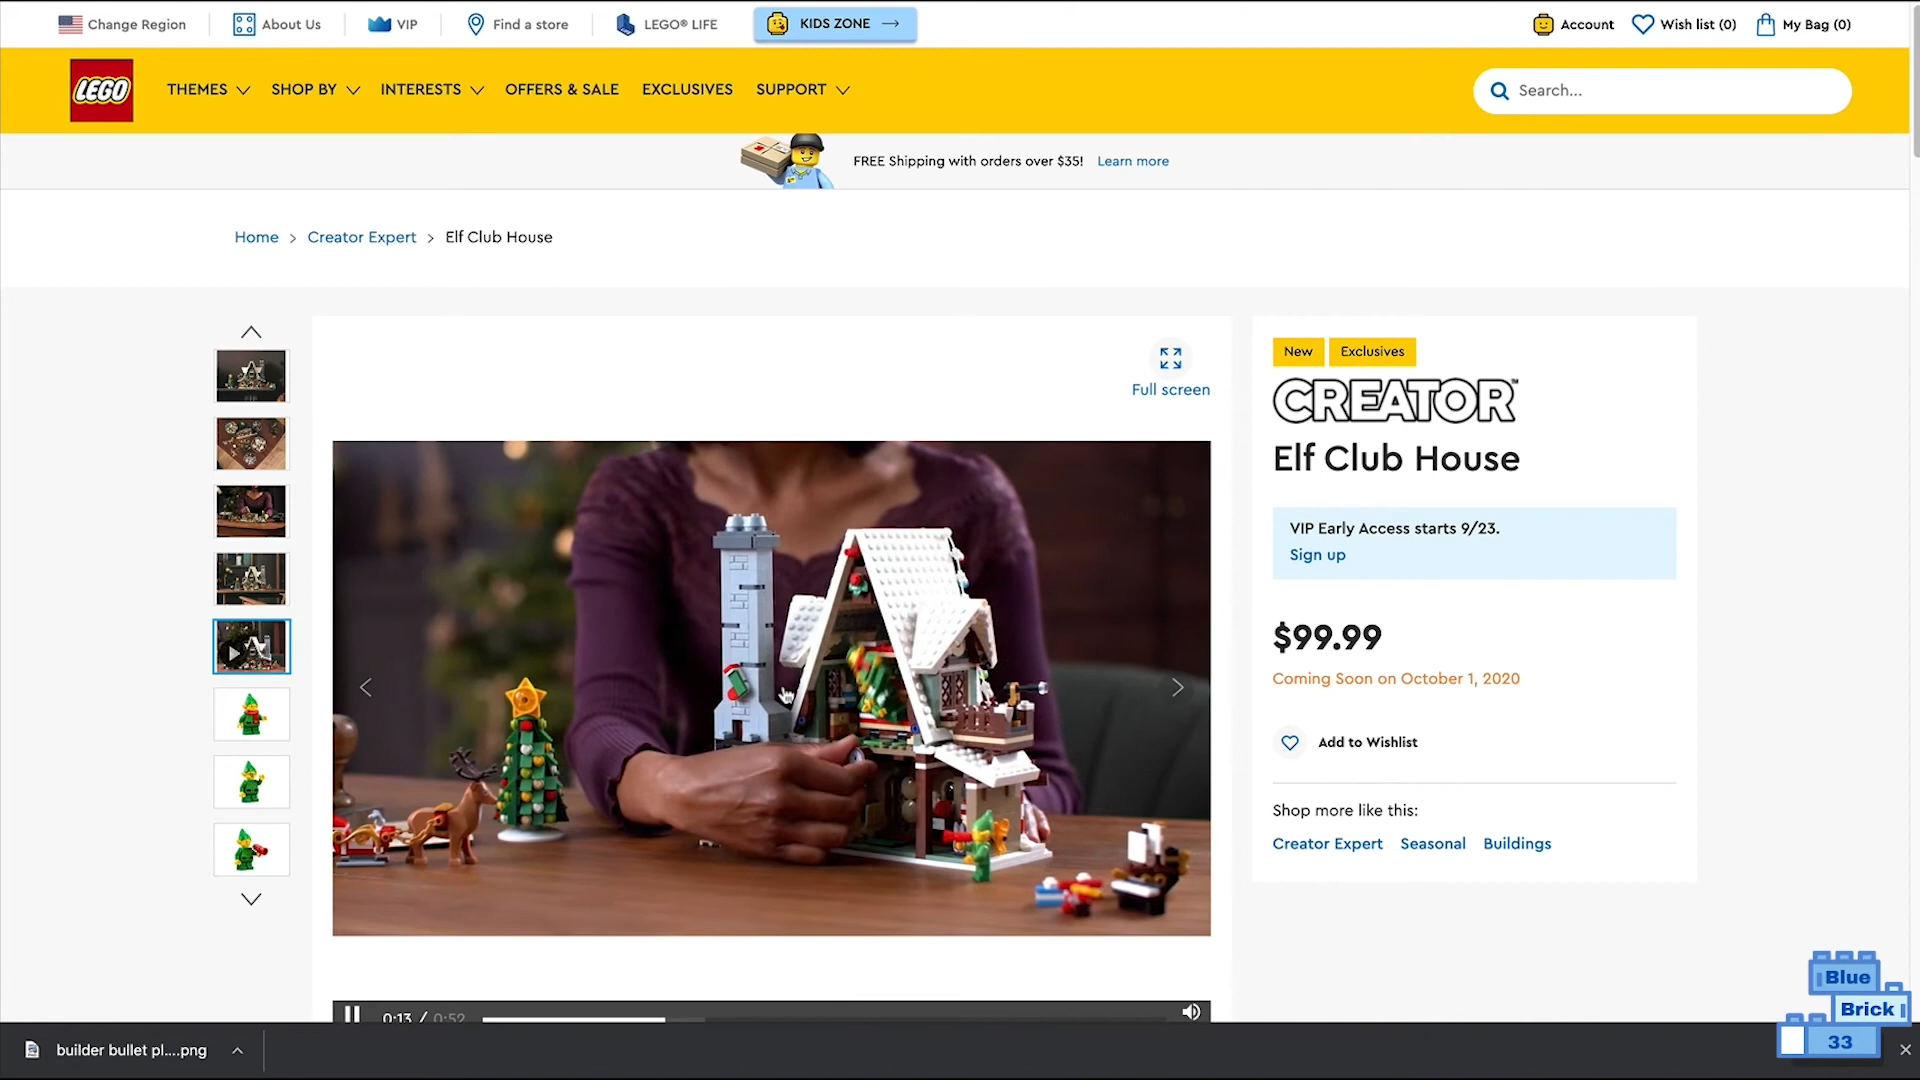 Change Region
About Us
VIP
Find a store
LEGO® LIFE
KIDS ZONE
Account
Wish list (0)
My Bag (0)
LEGO
THEMES
SHOP BY
INTERESTS
OFFERS & SALE
EXCLUSIVES
SUPPORT
Search...
FREE Shipping with orders over $35! Learn more
Home > Creator Expert > Elf Club House
Full screen
New
Exclusives
CREATOR™
Elf Club House
VIP Early Access starts 9/23.
Sign up
$99.99
Coming Soon on October 1, 2020
Add to Wishlist
Shop more like this:
Creator Expert Seasonal Buildings
0:13 / 0:52
builder bullet pl....png
Blue
Brick
33